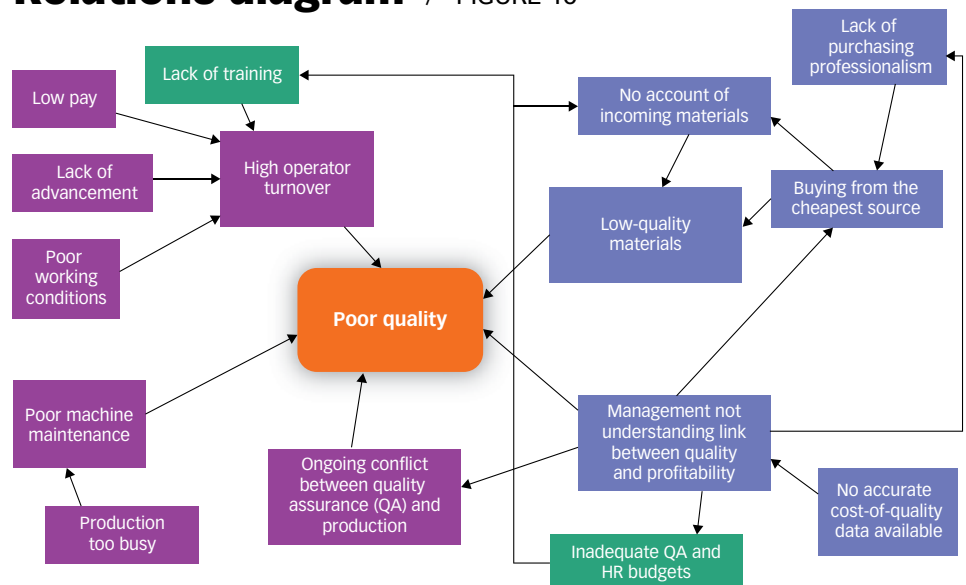 Relations diagram / FIGURE 10
Lack of
purchasing
professionalism
Lack of training
Low pay
No account of
incoming materials
High operator
turnover
Lack of
advancement
Buying from the
cheapest source
Low-quality
materials
Poor
working
conditions
Poor quality
Poor machine
maintenance
Management not
understanding link
between quality
and profitability
Ongoing conflict
between quality
assurance (QA) and
production
No accurate
cost-of-quality
data available
Production
too busy
Inadequate QA and
HR budgets